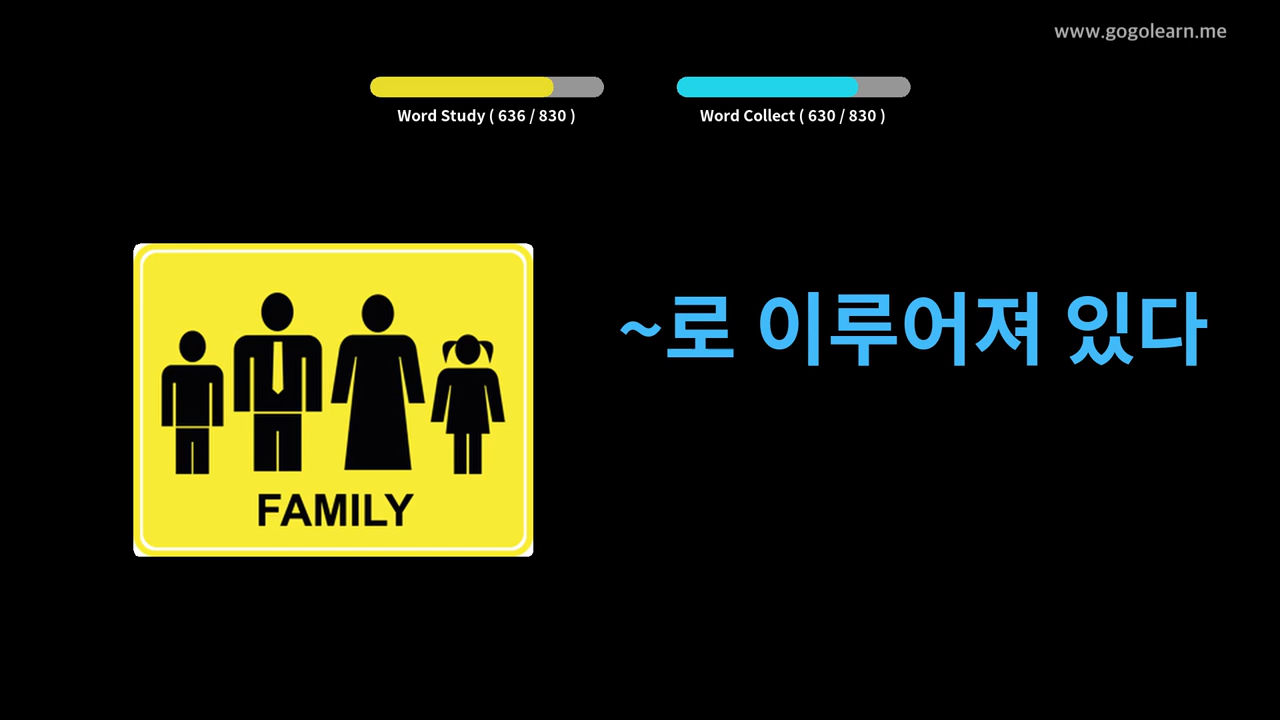 www.gogolearn.me
Word Study ( 636 / 830 )
Word Collect ( 630 / 830 )
~로 이루어져 있다
FAMILY